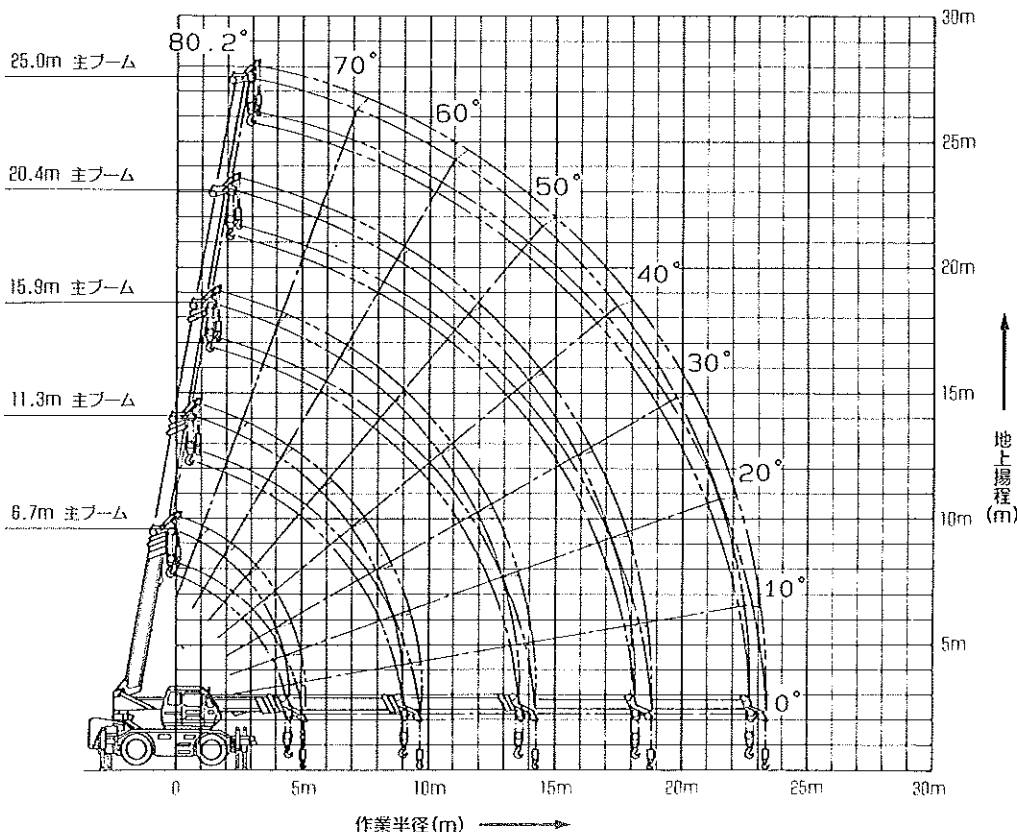 30m
80.2°
25.0m 主ブーム
70°
60°
25m
20.4m 主ブーム
50°
20m
15.9m 主ブーム
40°
30°
15m
11.3m 主ブーム
地上揚程(m)
20°
6.7m 主ブーム
10m
10°
5m
0°
0 5m 10m 15m 20m 25m 30m
作業半径(m)